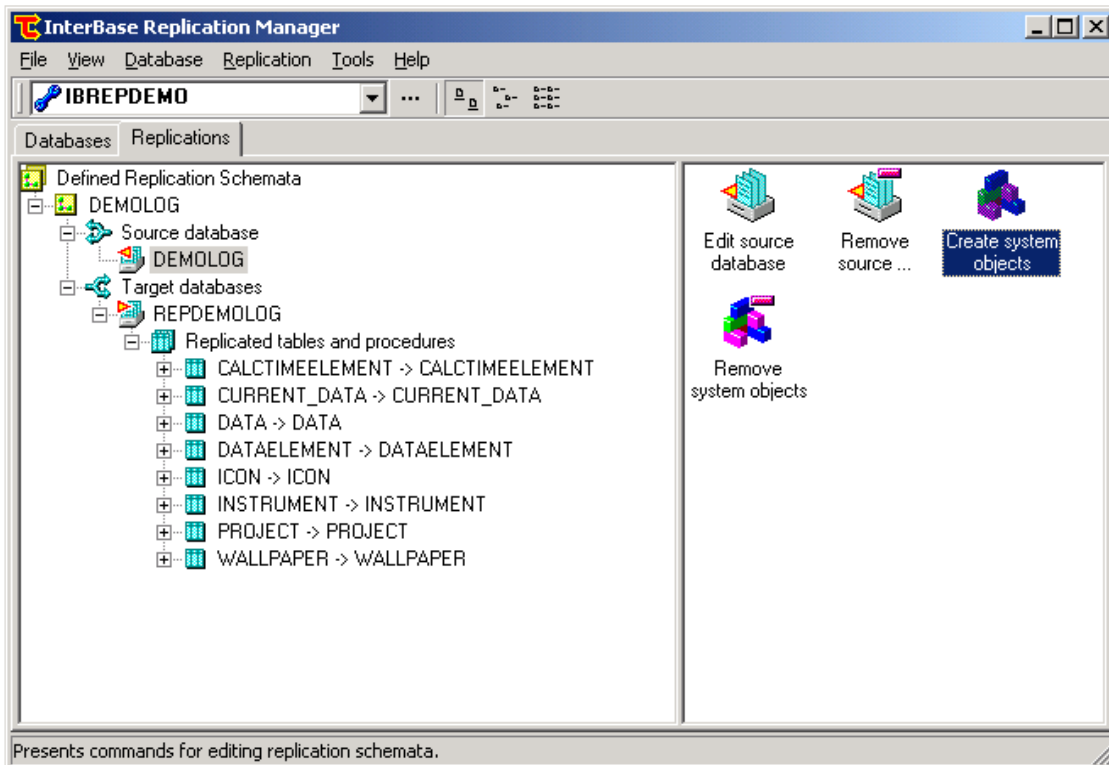 InterBase Replication Manager
File View Database Replication Tools Help
IBREPDEMO
Databases Replications
Defined Replication Schemata
DEMOLOG
Source database
DEMOLOG
Target databases
REPDEMOLOG
Replicated tables and procedures
CALCTIMEELEMENT -> CALCTIMEELEMENT
CURRENT_DATA -> CURRENT_DATA
DATA -> DATA
DATAELEMENT -> DATAELEMENT
ICON -> ICON
INSTRUMENT -> INSTRUMENT
PROJECT -> PROJECT
WALLPAPER -> WALLPAPER
Edit source
database
Remove
source ...
Create system
objects
Remove
system objects
Presents commands for editing replication schemata.